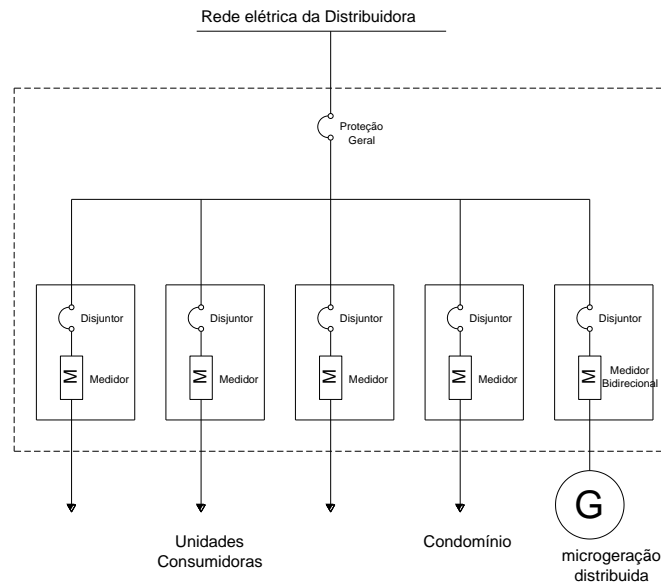 Rede elétrica da Distribuidora
Proteção
Geral
Disjuntor
Disjuntor
Disjuntor
Disjuntor
Disjuntor
M
Medidor
M
Medidor
M
Medidor
M
Medidor
M
Medidor
Bidirecional
G
Unidades
Consumidoras
Condomínio
microgeração
distribuida